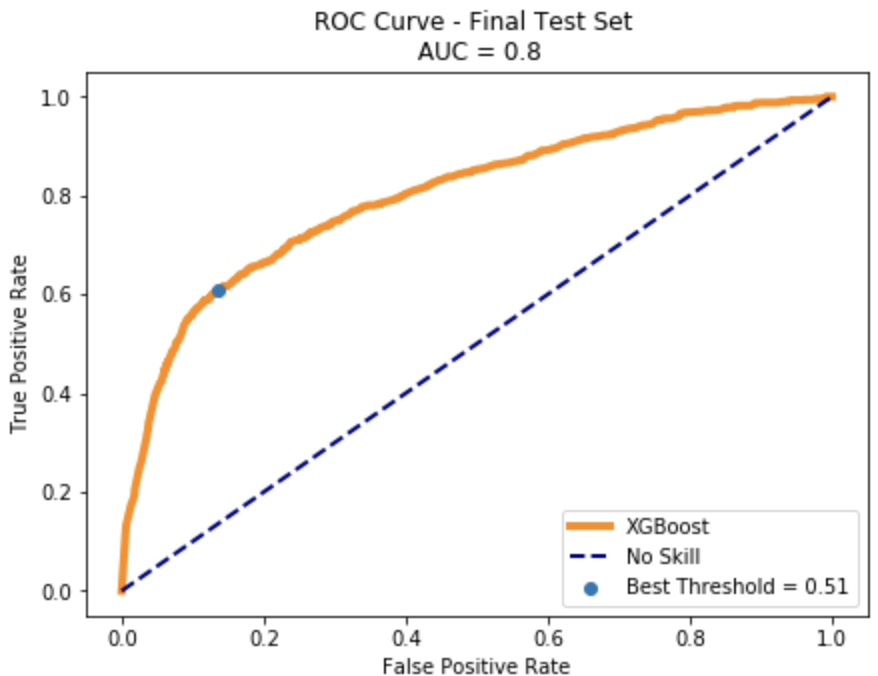 ROC Curve - Final Test Set
AUC = 0.8
1.0
0.8
0.6
0.4
0.2
0.0
True Positive Rate
XGBoost
No Skill
Best Threshold = 0.51
0.0 0.2 0.4 0.6 0.8 1.0
False Positive Rate